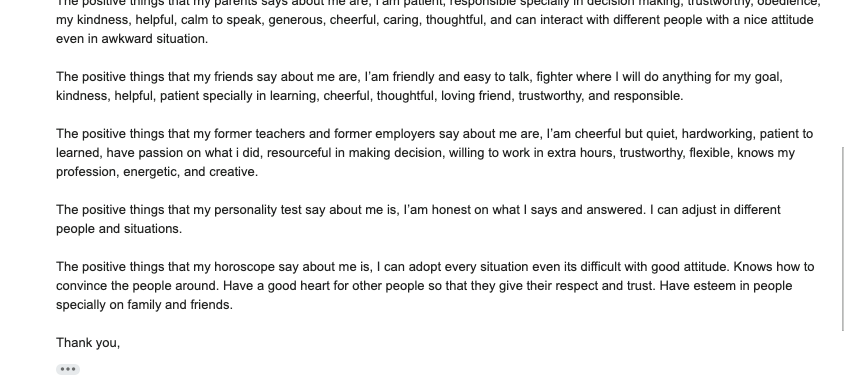 The positive things that my parents says about me are, I am patient, responsible specially in decision making, trustworthy, obedience,
my kindness, helpful, calm to speak, generous, cheerful, caring, thoughtful, and can interact with different people with a nice attitude
even in awkward situation.
The positive things that my friends say about me are, I'am friendly and easy to talk, fighter where I will do anything for my goal,
kindness, helpful, patient specially in learning, cheerful, thoughtful, loving friend, trustworthy, and responsible.
The positive things that my former teachers and former employers say about me are, I'am cheerful but quiet, hardworking, patient to
learned, have passion on what i did, resourceful in making decision, willing to work in extra hours, trustworthy, flexible, knows my
profession, energetic, and creative.
The positive things that my personality test say about me is, I'am honest on what I says and answered. I can adjust in different
people and situations.
The positive things that my horoscope say about me is, I can adopt every situation even its difficult with good attitude. Knows how to
convince the people around. Have a good heart for other people so that they give their respect and trust. Have esteem in people
specially on family and friends.
Thank you,